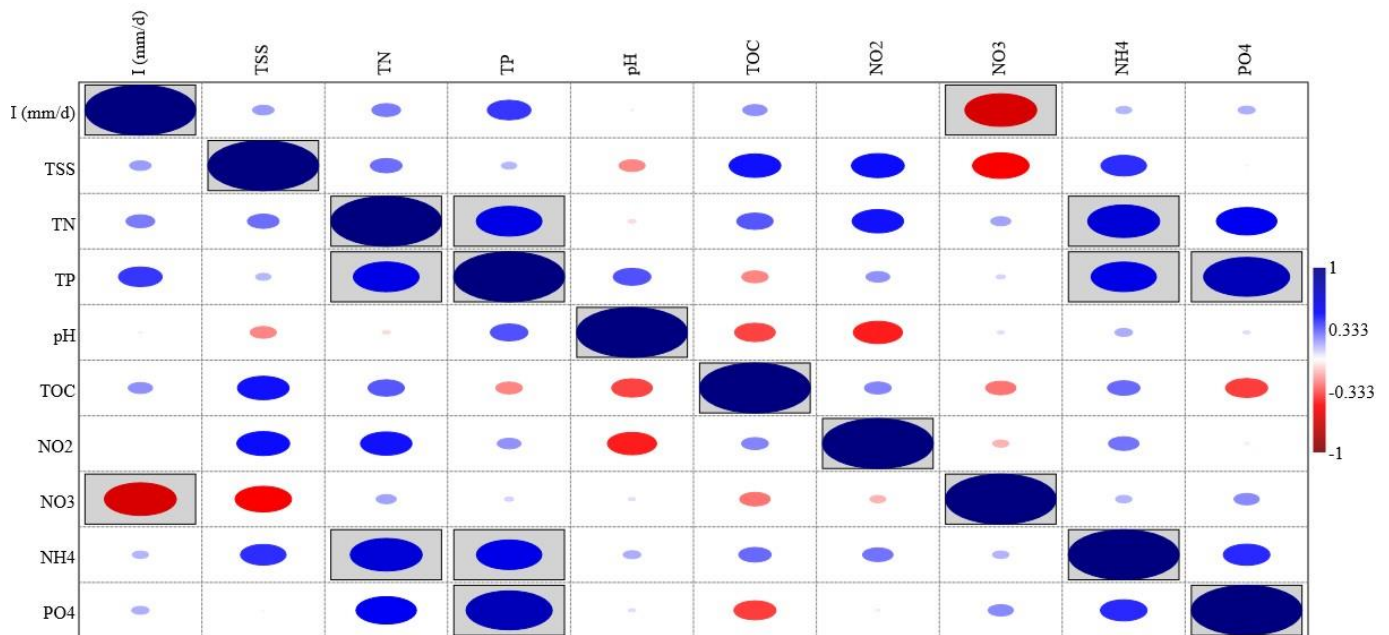 I (mm/d) TSS TN TP pH TOC NO2 NO3 NH4 PO4
I (mm/d)
TSS
TN
TP
pH
TOC
NO2
NO3
NH4
PO4
1
0.333
-0.333
-1